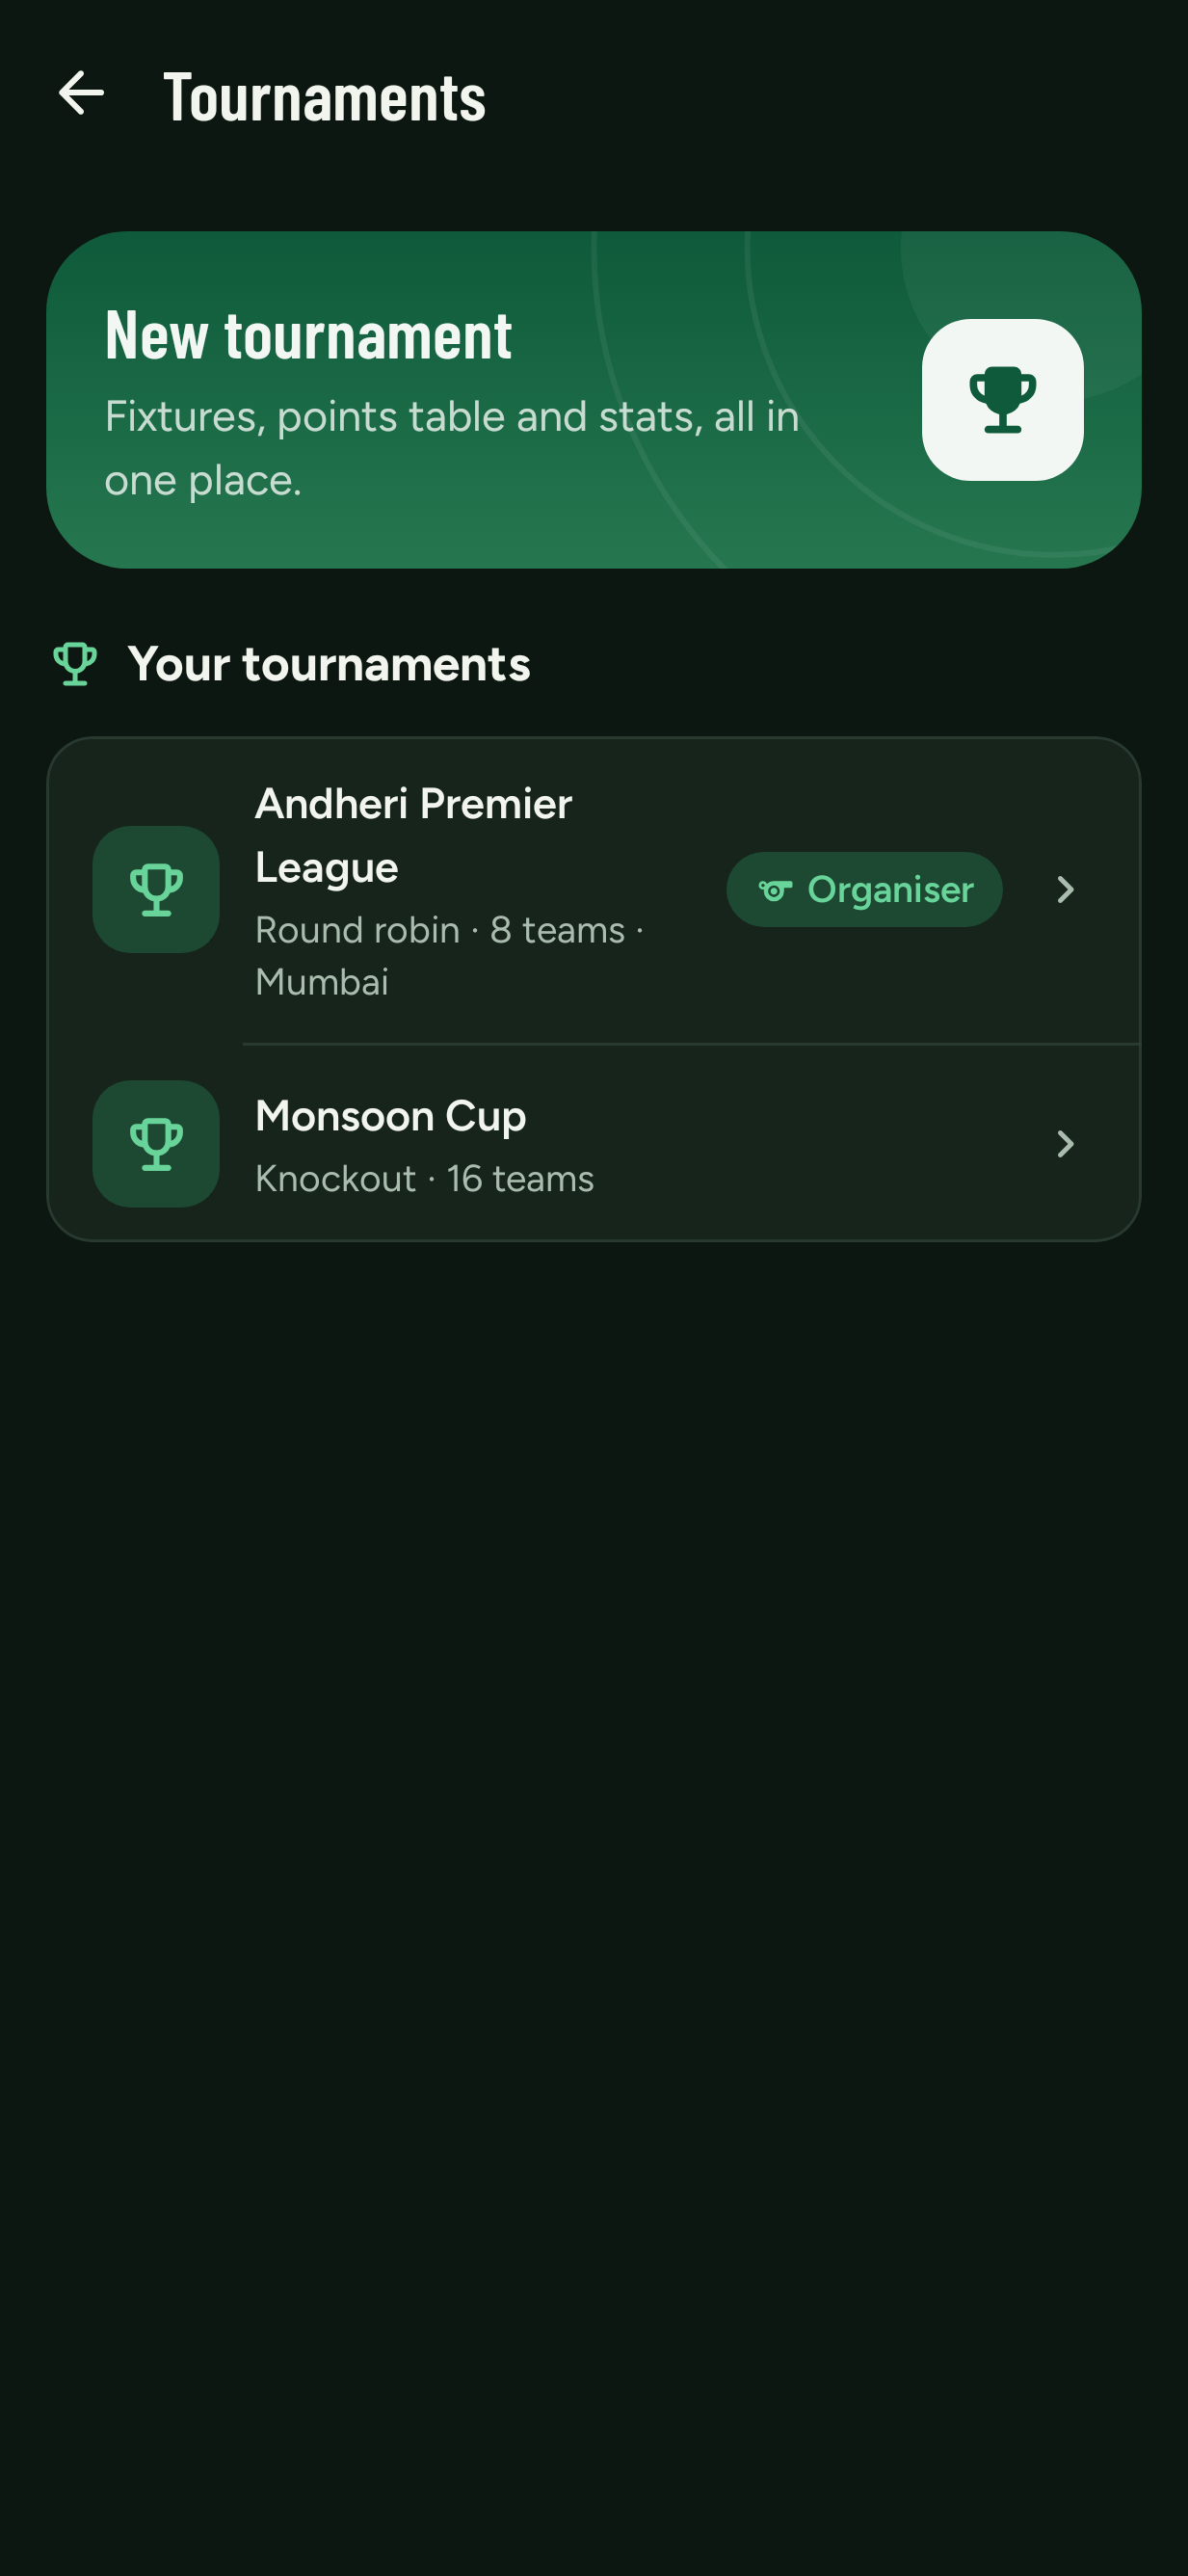 Tournaments
New tournament
Fixtures, points table and stats, all in
one place.
Your tournaments
Andheri Premier
League
Round robin · 8 teams ·
Mumbai
Organiser
Monsoon Cup
Knockout · 16 teams